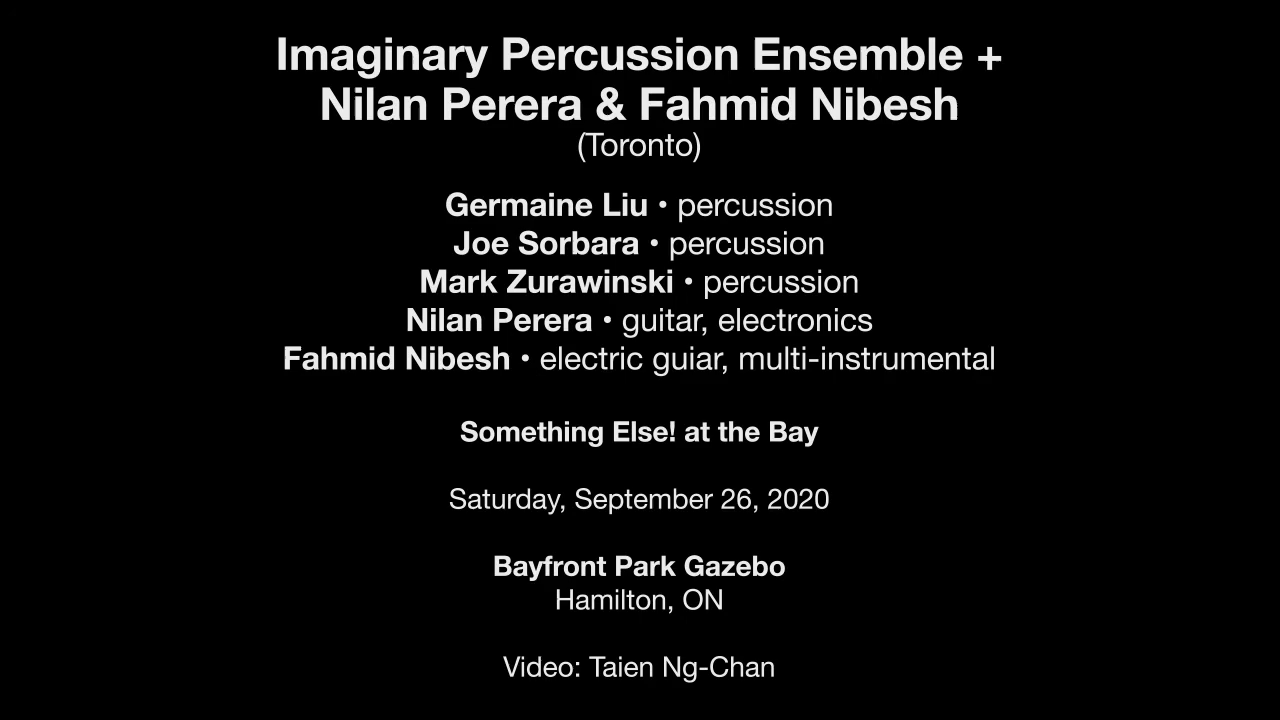 Imaginary Percussion Ensemble +
Nilan Perera & Fahmid Nibesh
(Toronto)
Germaine Liu • percussion
Joe Sorbara • percussion
Mark Zurawinski • percussion
Nilan Perera • guitar, electronics
Fahmid Nibesh • electric guiar, multi-instrumental
Something Else! at the Bay
Saturday, September 26, 2020
Bayfront Park Gazebo
Hamilton, ON
Video: Taien Ng-Chan